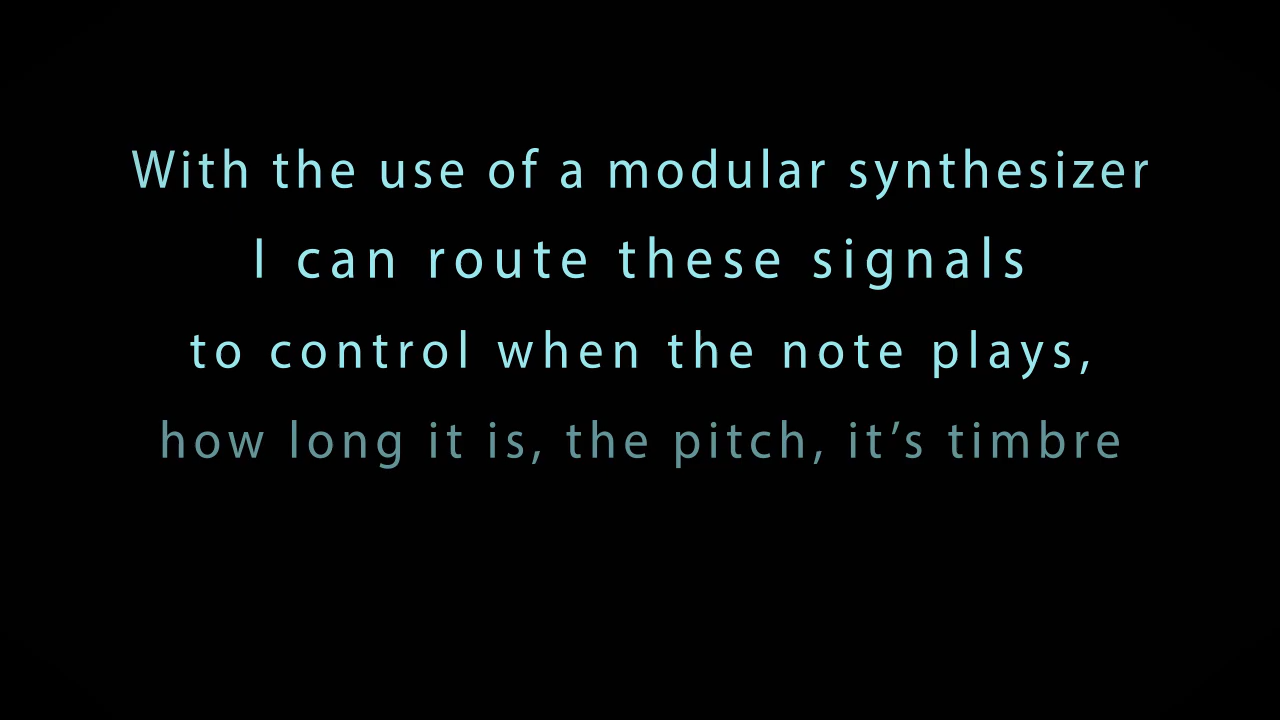 With the use of a modular synthesizer
I can route these signals
to control when the note plays,
how long it is, the pitch, it’s timbre